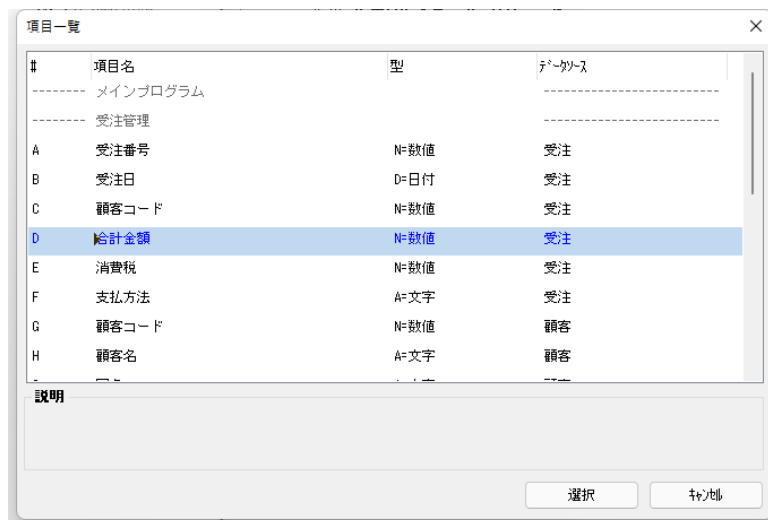 項目一覧
# 項目名 型 ﾃﾞｰﾀｿｰｽ
-------- メインプログラム -------------------------
-------- 受注管理 -------------------------
A 受注番号 N=数値 受注
B 受注日 D=日付 受注
C 顧客コード N=数値 受注
D 合計金額 N=数値 受注
E 消費税 N=数値 受注
F 支払方法 A=文字 受注
G 顧客コード N=数値 顧客
H 顧客名 A=文字 顧客
説明
選択 ｷｬﾝｾﾙ